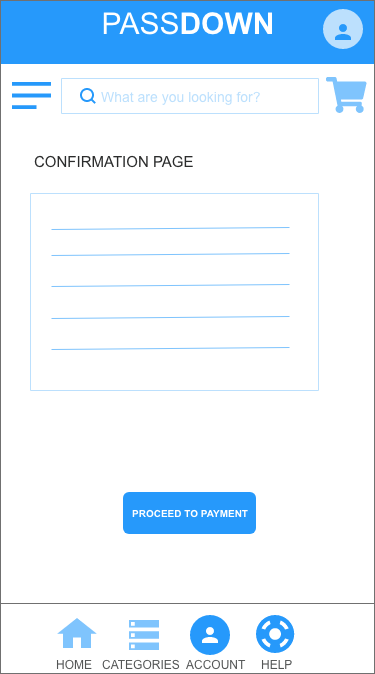 PASSDOWN
What are you looking for?
CONFIRMATION PAGE
PROCEED TO PAYMENT
HOME CATEGORIES ACCOUNT HELP